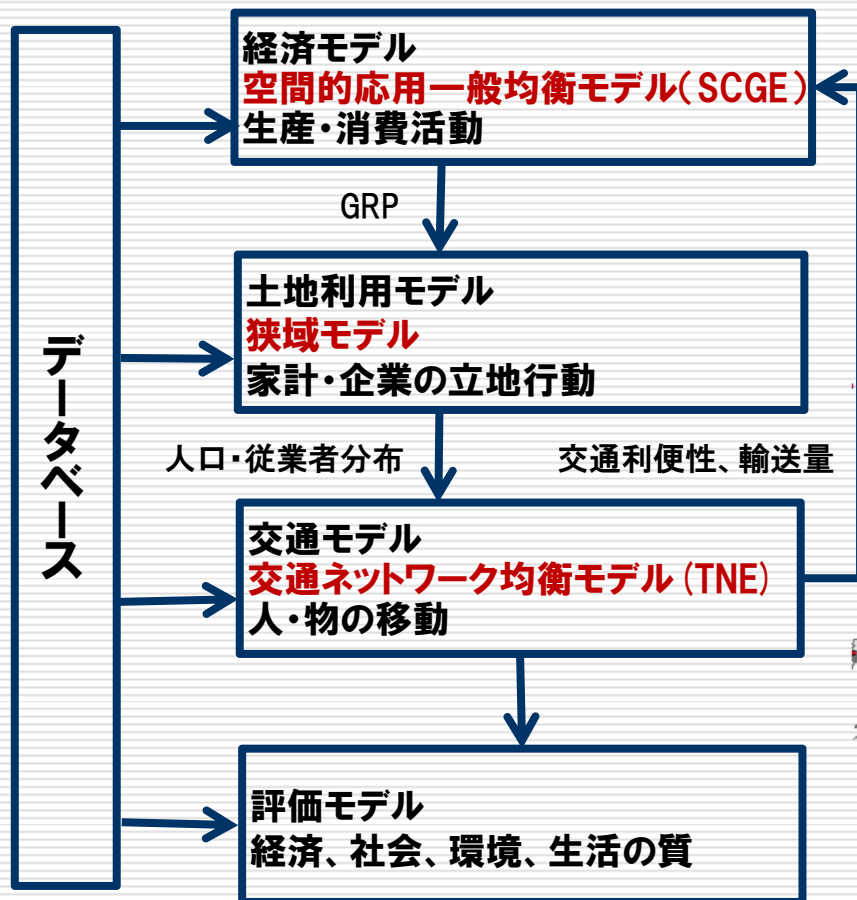 経済モデル
空間的応用一般均衡モデル(SCGE)
生産・消費活動
GRP
土地利用モデル
狭域モデル
家計・企業の立地行動
データベース
人口・従業者分布
交通利便性、輸送量
交通モデル
交通ネットワーク均衡モデル(TNE)
人・物の移動
評価モデル
経済、社会、環境、生活の質